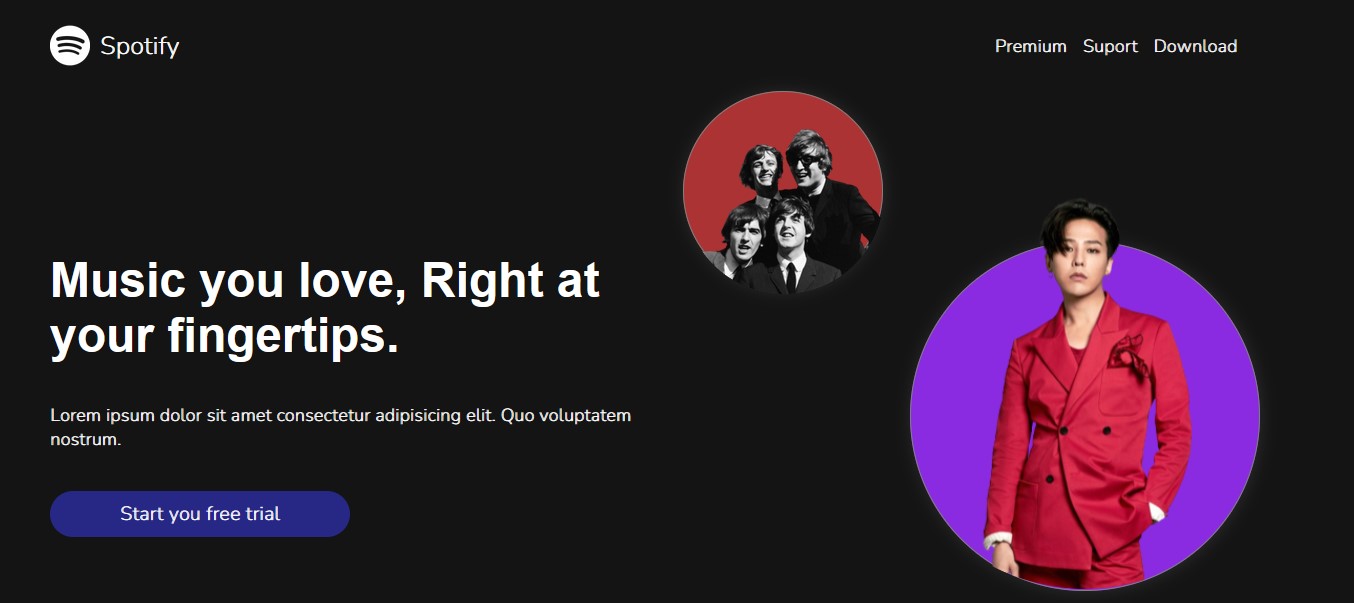 Spotify
Premium Suport Download
Music you love, Right at
your fingertips.
Lorem ipsum dolor sit amet consectetur adipisicing elit. Quo voluptatem
nostrum.
Start you free trial